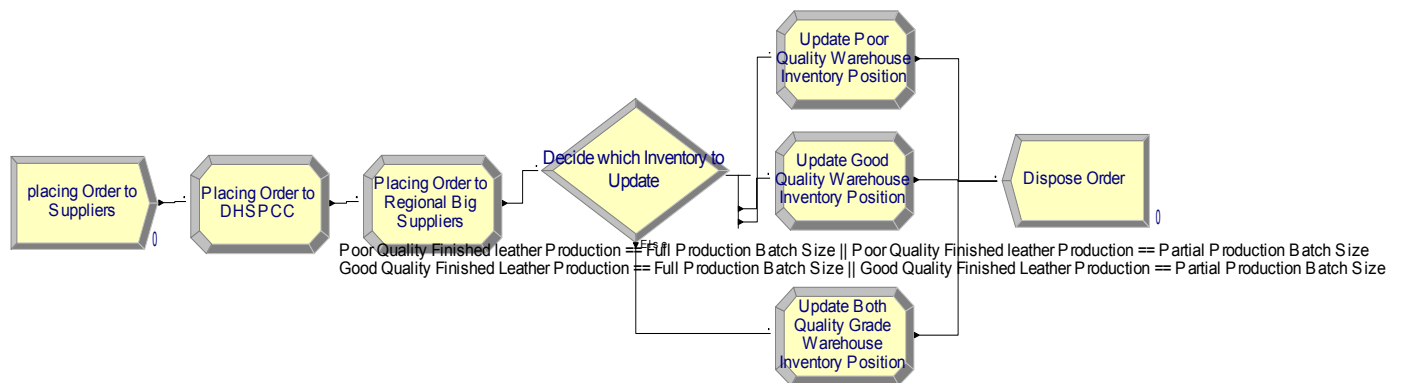 placing Order to
Suppliers
0
Placing Order to
DHSPCC
Placing Order to
Regional Big
Suppliers
Decide which Inventory to
Update
Else
Poor Quality Finished leather Production == Full Production Batch Size || Poor Quality Finished leather Production == Partial Production Batch Size
Good Quality Finished Leather Production == Full Production Batch Size || Good Quality Finished Leather Production == Partial Production Batch Size
Update Poor
Quality Warehouse
Inventory Position
Update Good
Quality Warehouse
Inventory Position
Update Both
Quality Grade
Warehouse
Inventory Position
Dispose Order
0